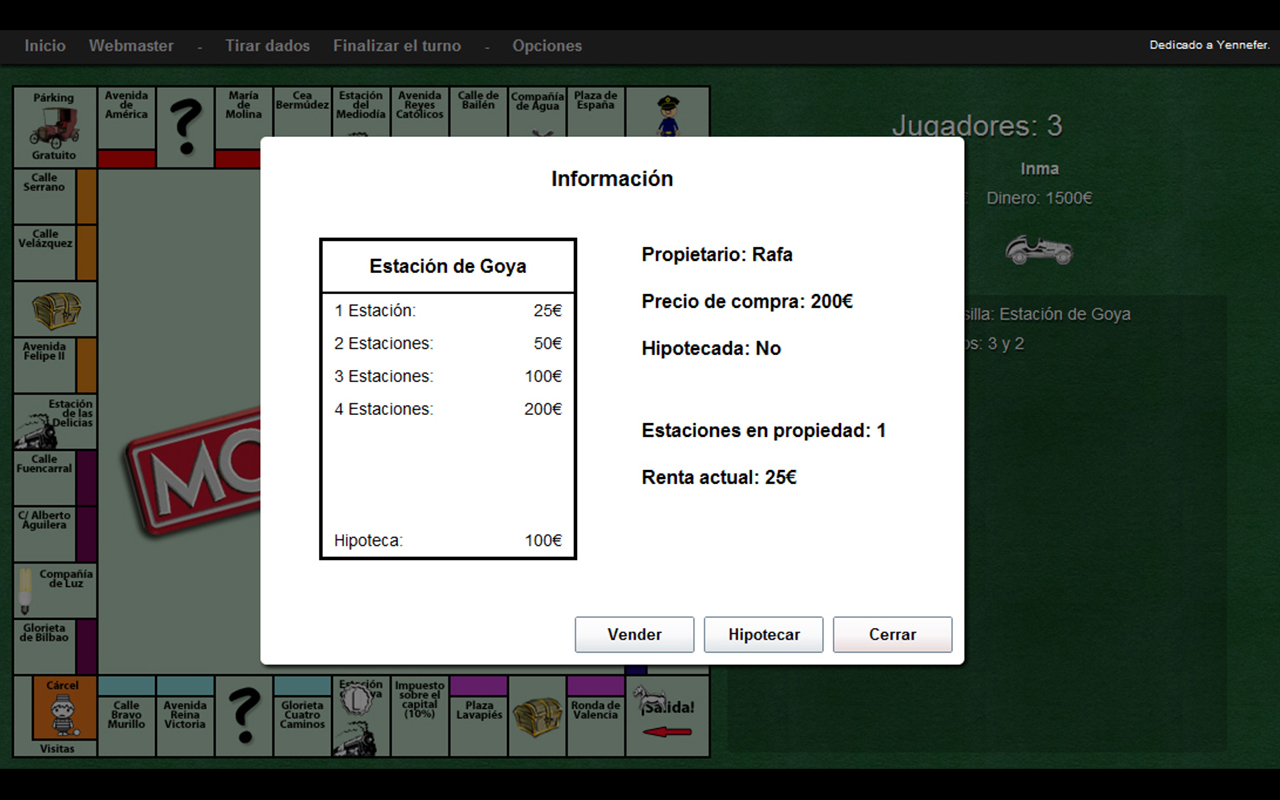 Inicio Webmaster - Tirar dados Finalizar el turno - Opciones
Dedicado a Yennefer.
Párking
Gratuito
Avenida
de
América
?
María
de
Molina
Cea
Bermúdez
Estación
del
Mediodía
Avenida
Reyes
Católicos
Calle de
Bailén
Compañía
de Agua
Plaza de
España
Jugadores: 3
Inma
Dinero: 1500€
Estación de Goya
3 y 2
Calle
Serrano
Calle
Velázquez
Avenida
Felipe II
Estación
de las
Delicias
Calle
Fuencarral
C/ Alberto
Aguilera
Compañía
de Luz
Glorieta
de Bilbao
MO
Información
Estación de Goya
1 Estación: 25€
2 Estaciones: 50€
3 Estaciones: 100€
4 Estaciones: 200€
Hipoteca: 100€
Propietario: Rafa
Precio de compra: 200€
Hipotecada: No
Estaciones en propiedad: 1
Renta actual: 25€
Vender Hipotecar Cerrar
Cárcel
Visitas
Calle
Bravo
Murillo
Avenida
Reina
Victoria
?
Glorieta
Cuatro
Caminos
Impuesto
sobre el
capital
(10%)
Plaza
Lavapiés
Ronda de
Valencia
¡Salida!